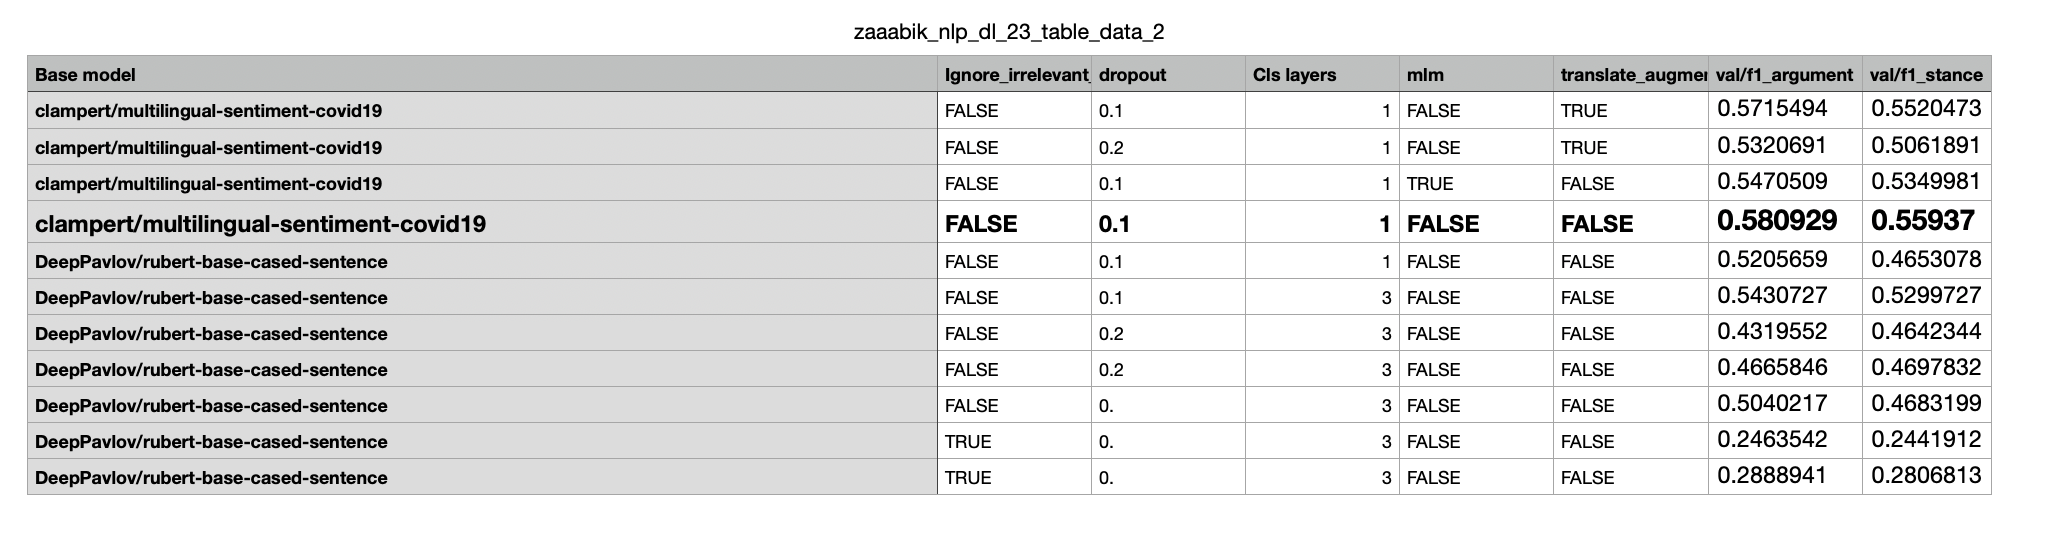 zaaabik_nlp_dl_23_table_data_2
Base model Ignore_irrelevant_ dropout Cls layers mlm translate_augmen val/f1_argument val/f1_stance
clampert/multilingual-sentiment-covid19 FALSE 0.1 1 FALSE TRUE 0.5715494 0.5520473
clampert/multilingual-sentiment-covid19 FALSE 0.2 1 FALSE TRUE 0.5320691 0.5061891
clampert/multilingual-sentiment-covid19 FALSE 0.1 1 TRUE FALSE 0.5470509 0.5349981
clampert/multilingual-sentiment-covid19 FALSE 0.1 1 FALSE FALSE 0.580929 0.55937
DeepPavlov/rubert-base-cased-sentence FALSE 0.1 1 FALSE FALSE 0.5205659 0.4653078
DeepPavlov/rubert-base-cased-sentence FALSE 0.1 3 FALSE FALSE 0.5430727 0.5299727
DeepPavlov/rubert-base-cased-sentence FALSE 0.2 3 FALSE FALSE 0.4319552 0.4642344
DeepPavlov/rubert-base-cased-sentence FALSE 0.2 3 FALSE FALSE 0.4665846 0.4697832
DeepPavlov/rubert-base-cased-sentence FALSE 0. 3 FALSE FALSE 0.5040217 0.4683199
DeepPavlov/rubert-base-cased-sentence TRUE 0. 3 FALSE FALSE 0.2463542 0.2441912
DeepPavlov/rubert-base-cased-sentence TRUE 0. 3 FALSE FALSE 0.2888941 0.2806813